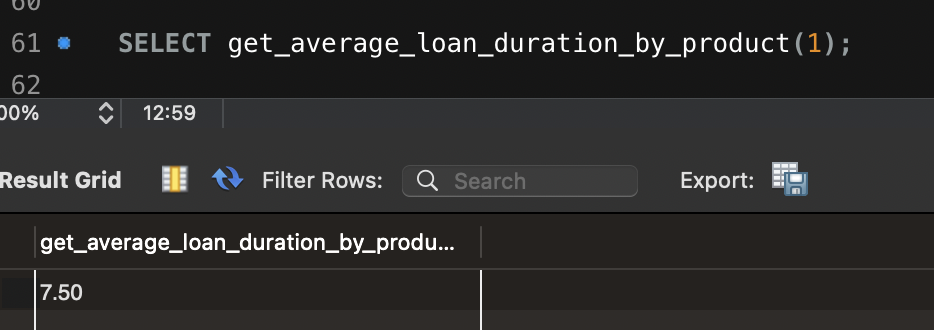 60
61 SELECT get_average_loan_duration_by_product(1);
62
00% 12:59
Result Grid Filter Rows: Search Export:
get_average_loan_duration_by_produ...
7.50